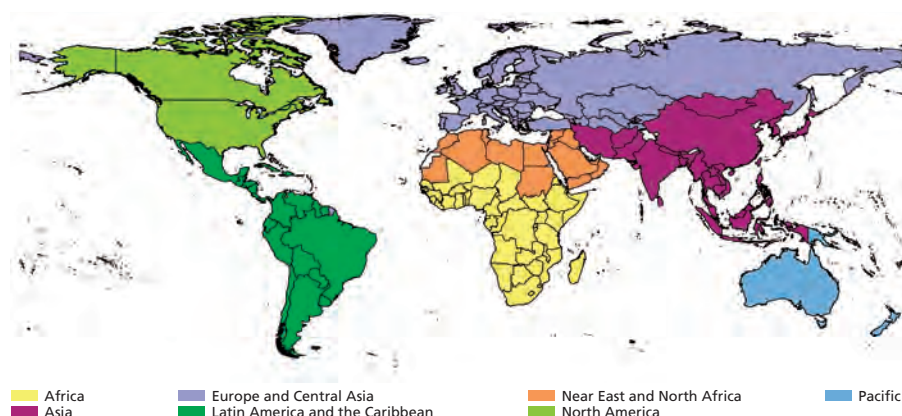 Africa Europe and Central Asia Near East and North Africa Pacific
Asia Latin America and the Caribbean North America